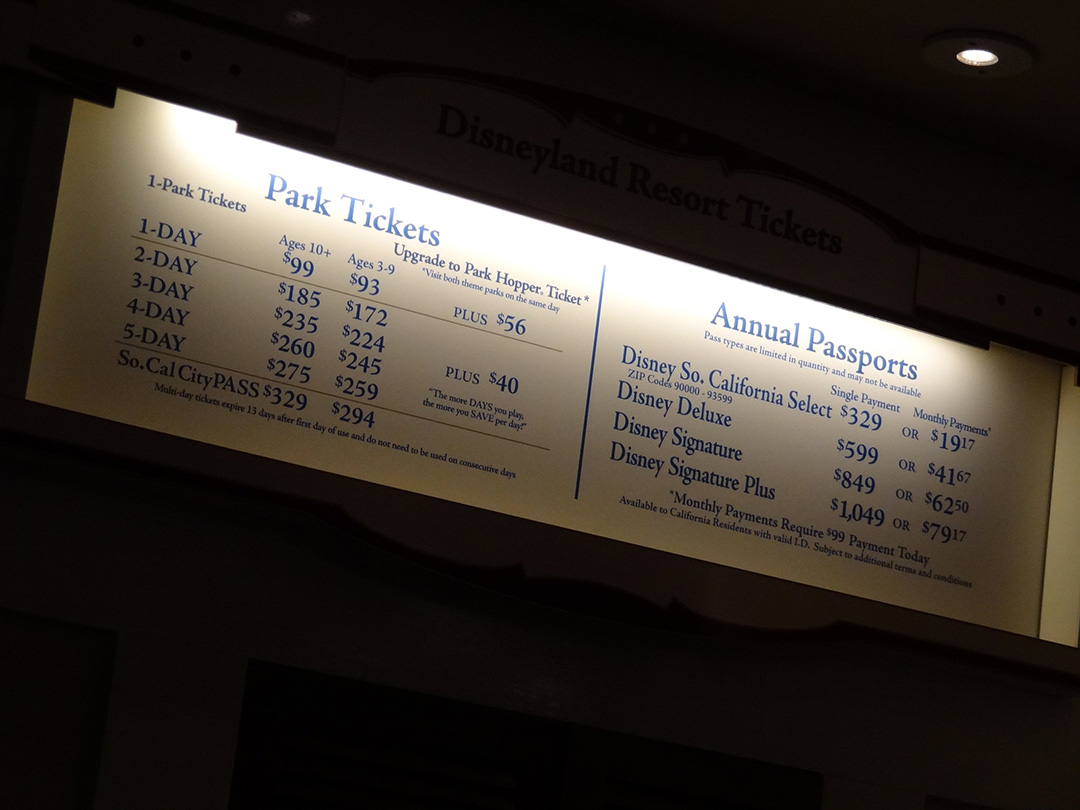 Disneyland Resort Tickets
Park Tickets
1-Park Tickets
Ages 10+ Ages 3-9 Upgrade to Park Hopper® Ticket*
*Visit both theme parks on the same day
1-DAY $99 $93 PLUS $56
2-DAY $185 $172
3-DAY $235 $224
4-DAY $260 $245 PLUS $40
5-DAY $275 $259
"The more DAYS you play,
the more you SAVE per day!"
So. Cal CityPASS $329 $294
Multi-day tickets expire 13 days after first day of use and do not need to be used on consecutive days
Annual Passports
Pass types are limited in quantity and may not be available
Single Payment Monthly Payments*
Disney So. California Select $329 OR $19¹⁷
ZIP Codes 90000 - 93599
Disney Deluxe $599 OR $41⁶⁷
Disney Signature $849 OR $62⁵⁰
Disney Signature Plus $1,049 OR $79¹⁷
*Monthly Payments Require $99 Payment Today
Available to California Residents with valid I.D. Subject to additional terms and conditions